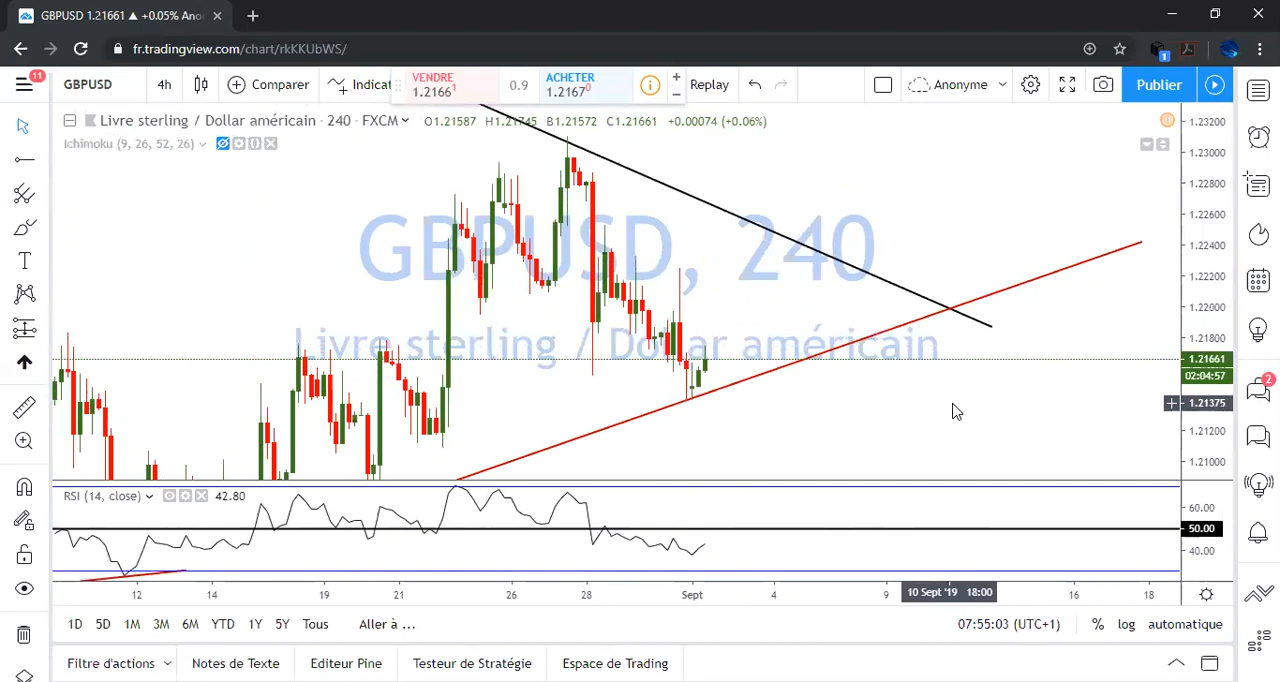 GBPUSD 1.21661 ▲ +0.05% Ano
fr.tradingview.com/chart/rkKKUbWS/
1
11
GBPUSD 4h Comparer Indicat
VENDRE
1.21661
0.9
ACHETER
1.21670
Replay Anonyme Publier
Livre sterling / Dollar américain · 240 · FXCM O1.21587 H1.21745 B1.21572 C1.21661 +0.00074 (+0.06%)
Ichimoku (9, 26, 52, 26)
GBPUSD, 240
Livre sterling / Dollar américain
1.23200
1.23000
1.22800
1.22600
1.22400
1.22200
1.22000
1.21800
1.21661
02:04:57
1.21375
1.21200
1.21000
2
RSI (14, close) 42.80
60.00
50.00
40.00
12 14 19 21 26 28 Sept 4 9 10 Sept '19 18:00 16 18
1D 5D 1M 3M 6M YTD 1Y 5Y Tous Aller à ... 07:55:03 (UTC+1) % log automatique
Filtre d'actions Notes de Texte Editeur Pine Testeur de Stratégie Espace de Trading